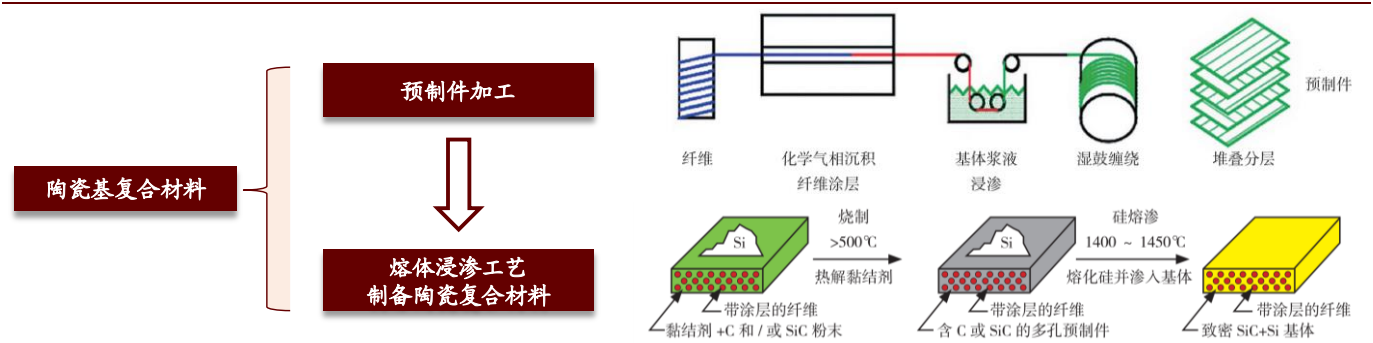 陶瓷基复合材料
预制件加工
熔体浸渗工艺
制备陶瓷复合材料
预制件
纤维
化学气相沉积
纤维涂层
基体浆液
浸渗
湿鼓缠绕
堆叠分层
Si
烧制
>500℃
热解黏结剂
带涂层的纤维
黏结剂+C 和 / 或 SiC 粉末
Si
硅熔渗
1400 ~ 1450℃
熔化硅并渗入基体
带涂层的纤维
含 C 或 SiC 的多孔预制件
带涂层的纤维
致密 SiC+Si 基体